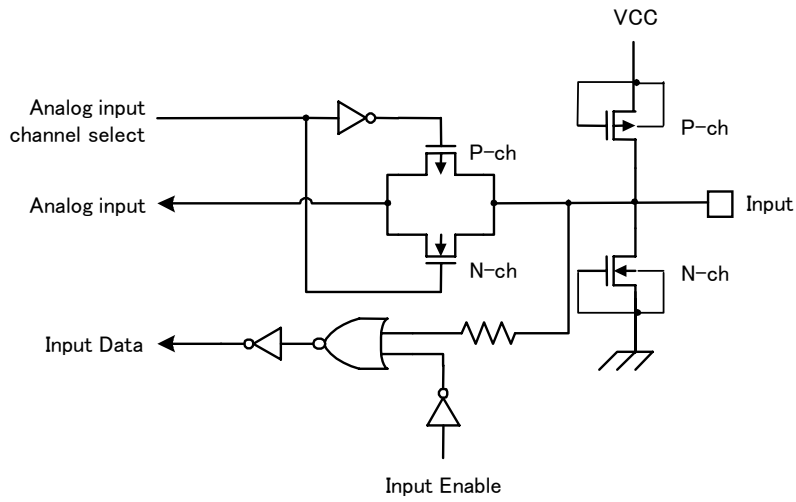 VCC
Analog input
channel select
P-ch
P-ch
Analog input
Input
N-ch
N-ch
Input Data
Input Enable